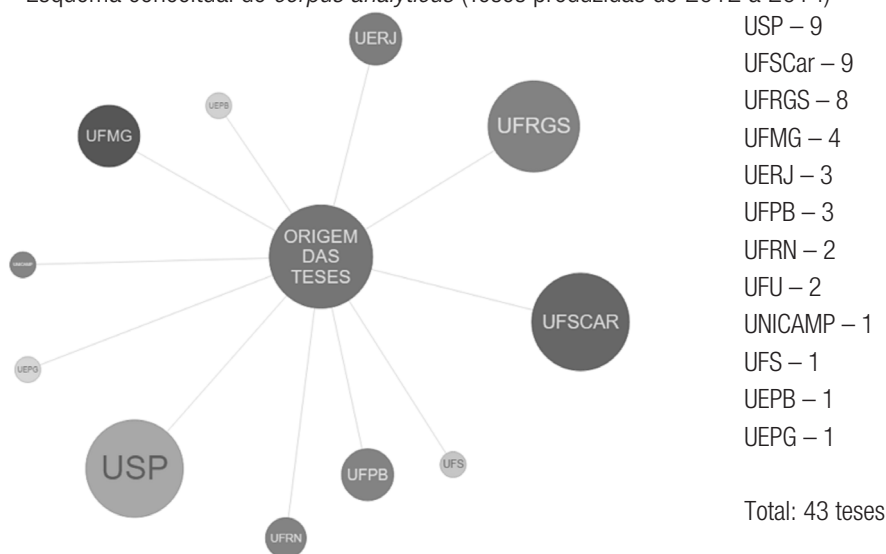 Esquema conceitual do corpus analyticus (Teses produzidas de 2012 a 2014)
UERJ
UEPB
UFMG
UFRGS
ORIGEM
DAS
TESES
UNICAMP
UFSCAR
UEPG
USP
UFPB
UFS
UFRN
USP – 9
UFSCar – 9
UFRGS – 8
UFMG – 4
UERJ – 3
UFPB – 3
UFRN – 2
UFU – 2
UNICAMP – 1
UFS – 1
UEPB – 1
UEPG – 1
Total: 43 teses